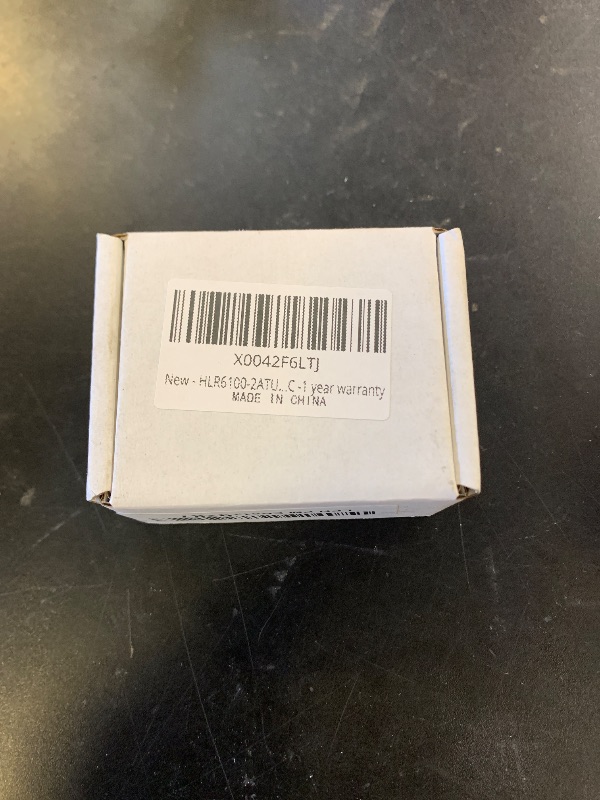 X0042F6LTJ
New - HLR6100-2ATU...C -1 year warranty
MADE IN CHINA